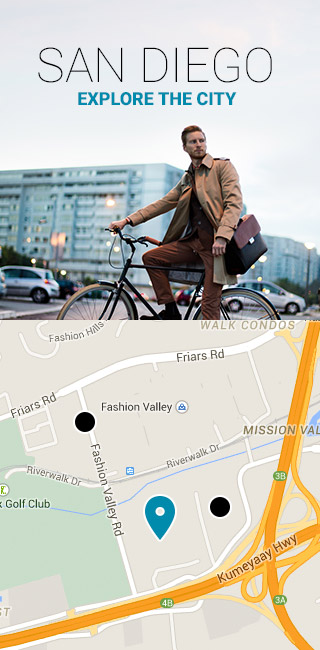 SAN DIEGO
EXPLORE THE CITY
Fashion Hills
WALK CONDOS
Friars Rd
Friars Rd
Fashion Valley
MISSION VAL
Riverwalk Dr
Riverwalk Dr
Fashion Valley Rd
3B
k Golf Club
Kumeyaay Hwy
4B
3A
ST